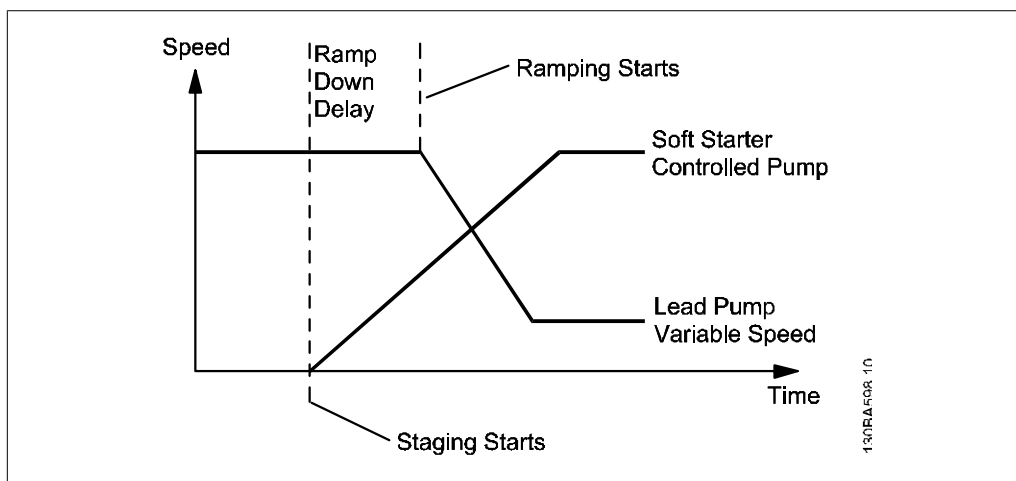 Speed
Ramp
Down
Delay
Ramping Starts
Soft Starter
Controlled Pump
Lead Pump
Variable Speed
Time
Staging Starts
130BA598.10